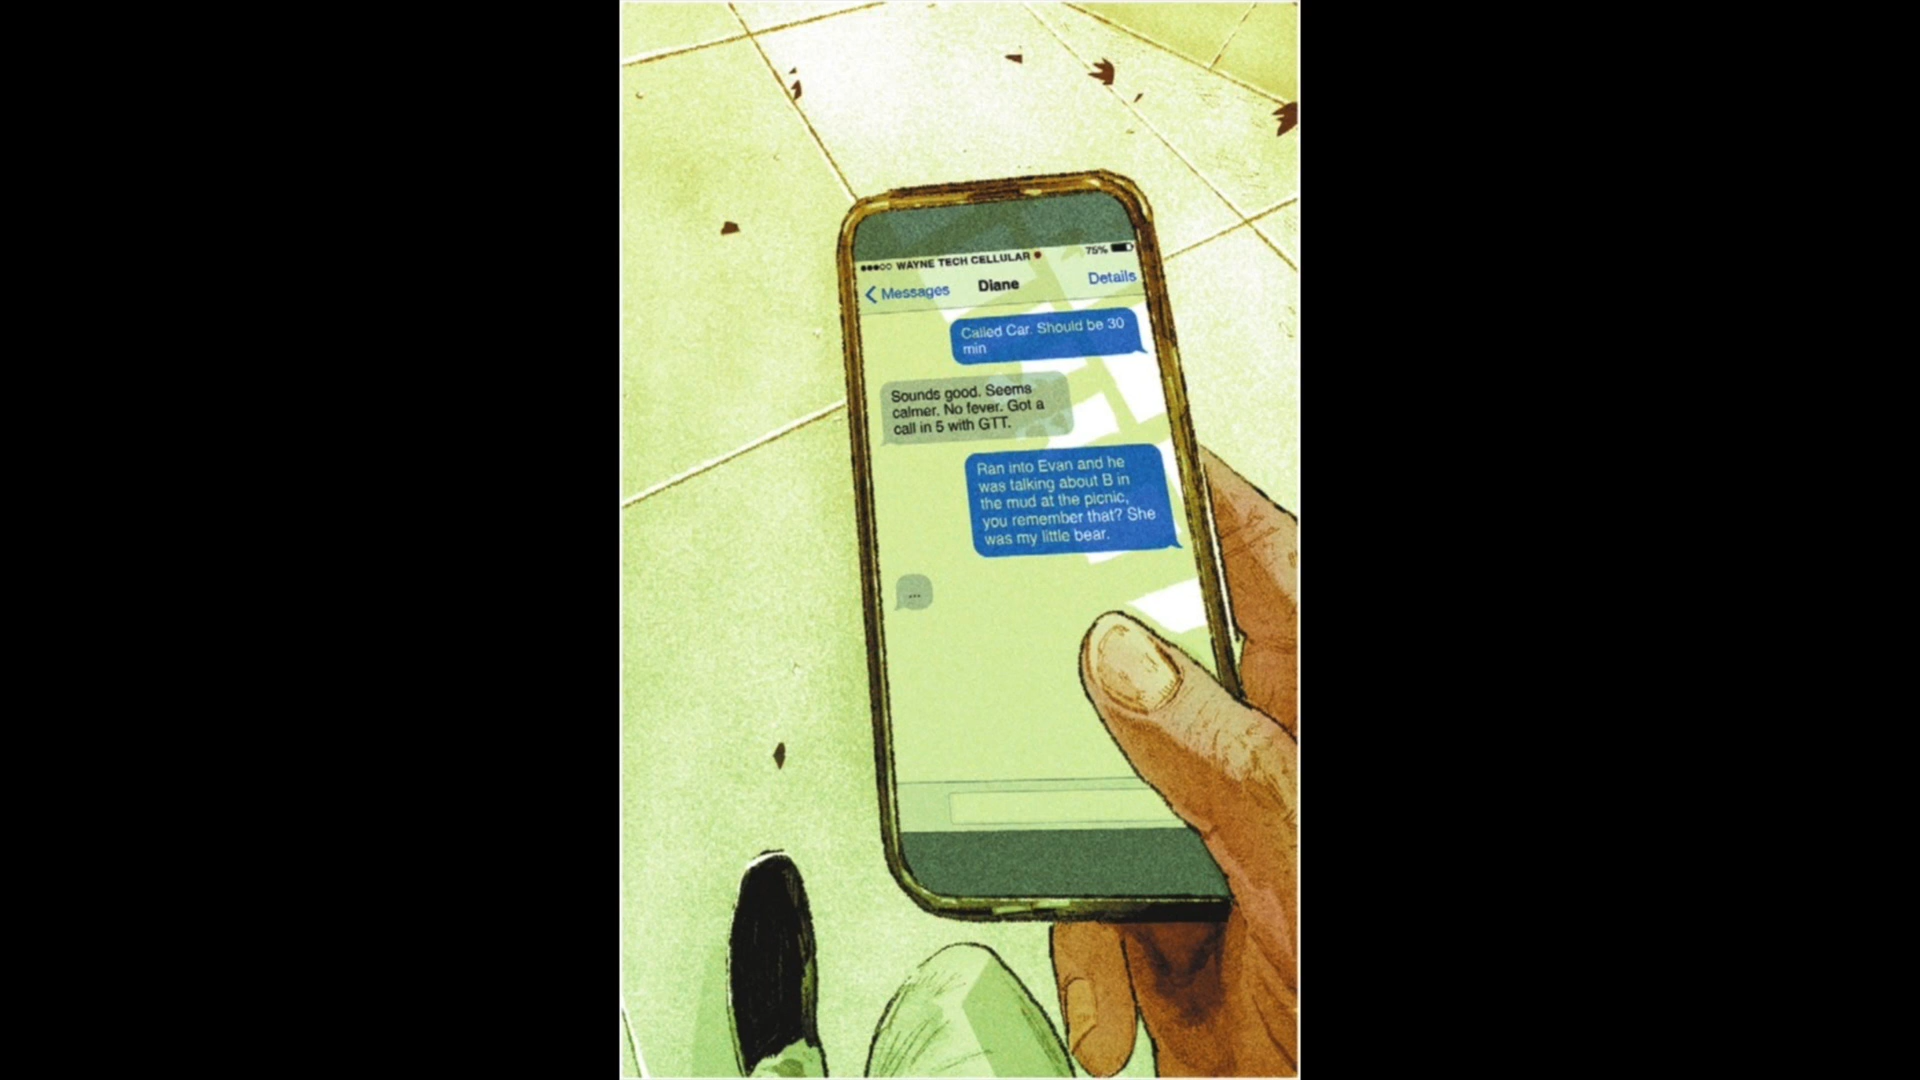 ●●●○○ WAYNE TECH CELLULAR 75%
Messages Diane Details
Called Car. Should be 30
min
Sounds good. Seems
calmer. No fever. Got a
call in 5 with GTT.
Ran into Evan and he
was talking about B in
the mud at the picnic,
you remember that? She
was my little bear.
...